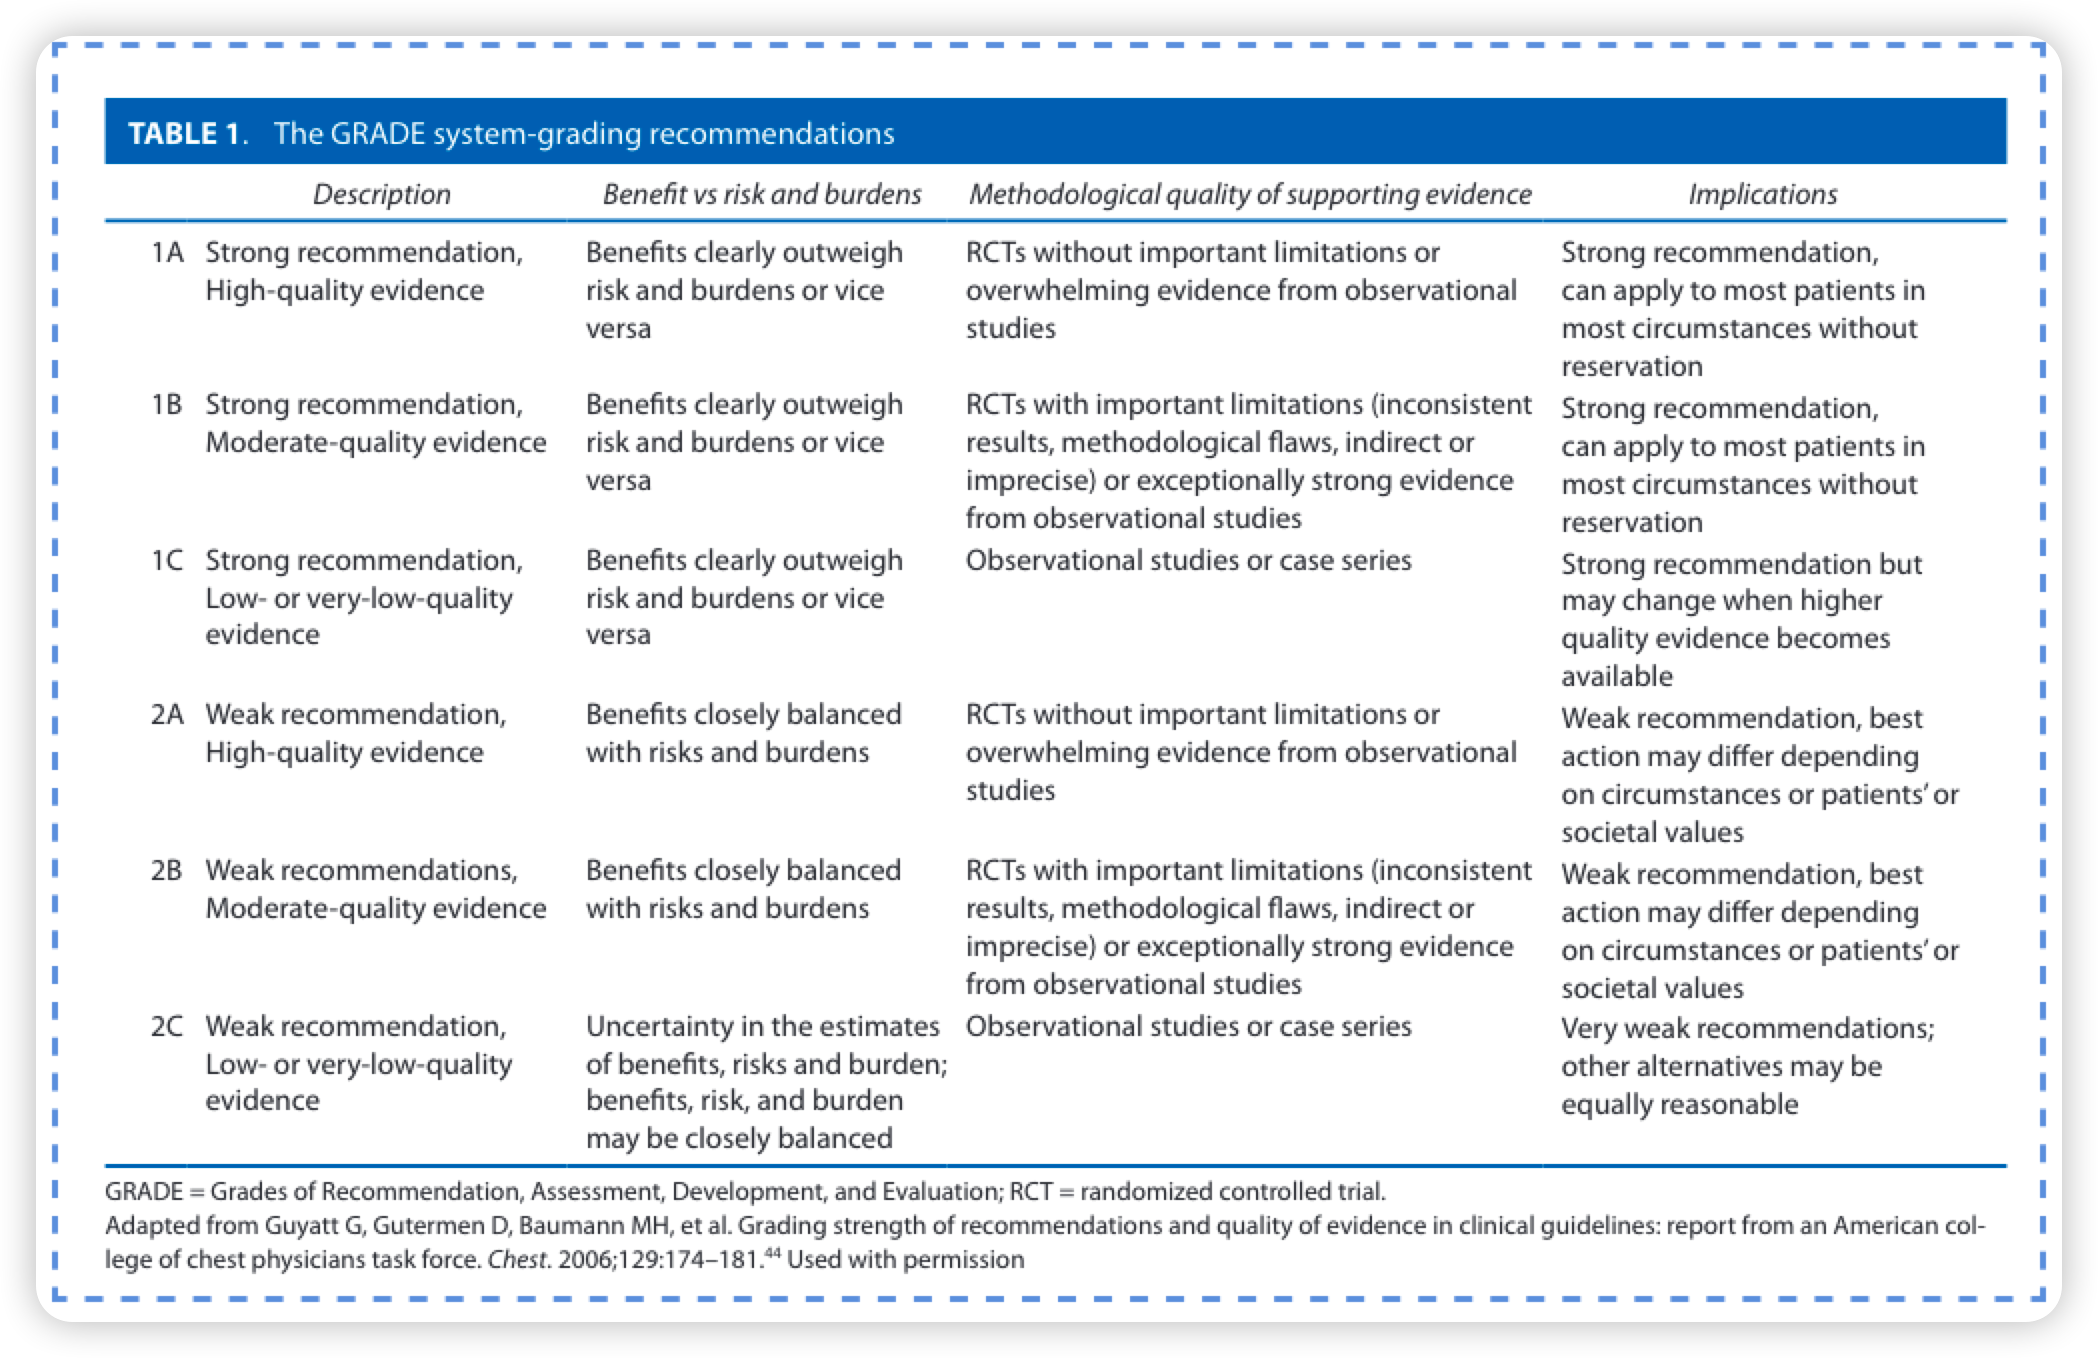 TABLE 1. The GRADE system-grading recommendations
Description Benefit vs risk and burdens Methodological quality of supporting evidence Implications
1A Strong recommendation, Benefits clearly outweigh RCTs without important limitations or Strong recommendation,
High-quality evidence risk and burdens or vice overwhelming evidence from observational can apply to most patients in
versa studies most circumstances without
reservation
1B Strong recommendation, Benefits clearly outweigh RCTs with important limitations (inconsistent Strong recommendation,
Moderate-quality evidence risk and burdens or vice results, methodological flaws, indirect or can apply to most patients in
versa imprecise) or exceptionally strong evidence most circumstances without
from observational studies reservation
1C Strong recommendation, Benefits clearly outweigh Observational studies or case series Strong recommendation but
Low- or very-low-quality risk and burdens or vice may change when higher
evidence versa quality evidence becomes
available
2A Weak recommendation, Benefits closely balanced RCTs without important limitations or Weak recommendation, best
High-quality evidence with risks and burdens overwhelming evidence from observational action may differ depending
studies on circumstances or patients’ or
societal values
2B Weak recommendations, Benefits closely balanced RCTs with important limitations (inconsistent Weak recommendation, best
Moderate-quality evidence with risks and burdens results, methodological flaws, indirect or action may differ depending
imprecise) or exceptionally strong evidence on circumstances or patients’ or
from observational studies societal values
2C Weak recommendation, Uncertainty in the estimates Observational studies or case series Very weak recommendations;
Low- or very-low-quality of benefits, risks and burden; other alternatives may be
evidence benefits, risk, and burden equally reasonable
may be closely balanced
GRADE = Grades of Recommendation, Assessment, Development, and Evaluation; RCT = randomized controlled trial.
Adapted from Guyatt G, Gutermen D, Baumann MH, et al. Grading strength of recommendations and quality of evidence in clinical guidelines: report from an American col-
lege of chest physicians task force. Chest. 2006;129:174–181.44 Used with permission